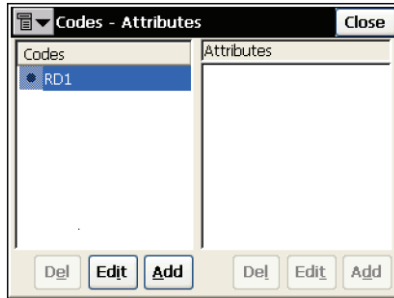 Codes - Attributes Close
Codes Attributes
RD1
Del Edit Add Del Edit Add